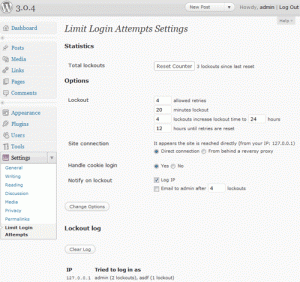 3.0.4
New Post
Howdy, admin | Log Out
Help
Dashboard
Posts
Media
Links
Pages
Comments
Appearance
Plugins
Users
Tools
Settings
General
Writing
Reading
Discussion
Media
Privacy
Permalinks
Limit Login
Attempts
Limit Login Attempts Settings
Statistics
Total lockouts Reset Counter 3 lockouts since last reset
Options
Lockout 4 allowed retries
20 minutes lockout
4 lockouts increase lockout time to 24 hours
12 hours until retries are reset
Site connection It appears the site is reached directly (from your IP: 127.0.0.1)
Direct connection From behind a reversy proxy
Handle cookie login Yes No
Notify on lockout Log IP
Email to admin after 4 lockouts
Change Options
Lockout log
Clear Log
IP Tried to log in as
127.0.0.1 admin (2 lockouts), asdf (1 lockout)